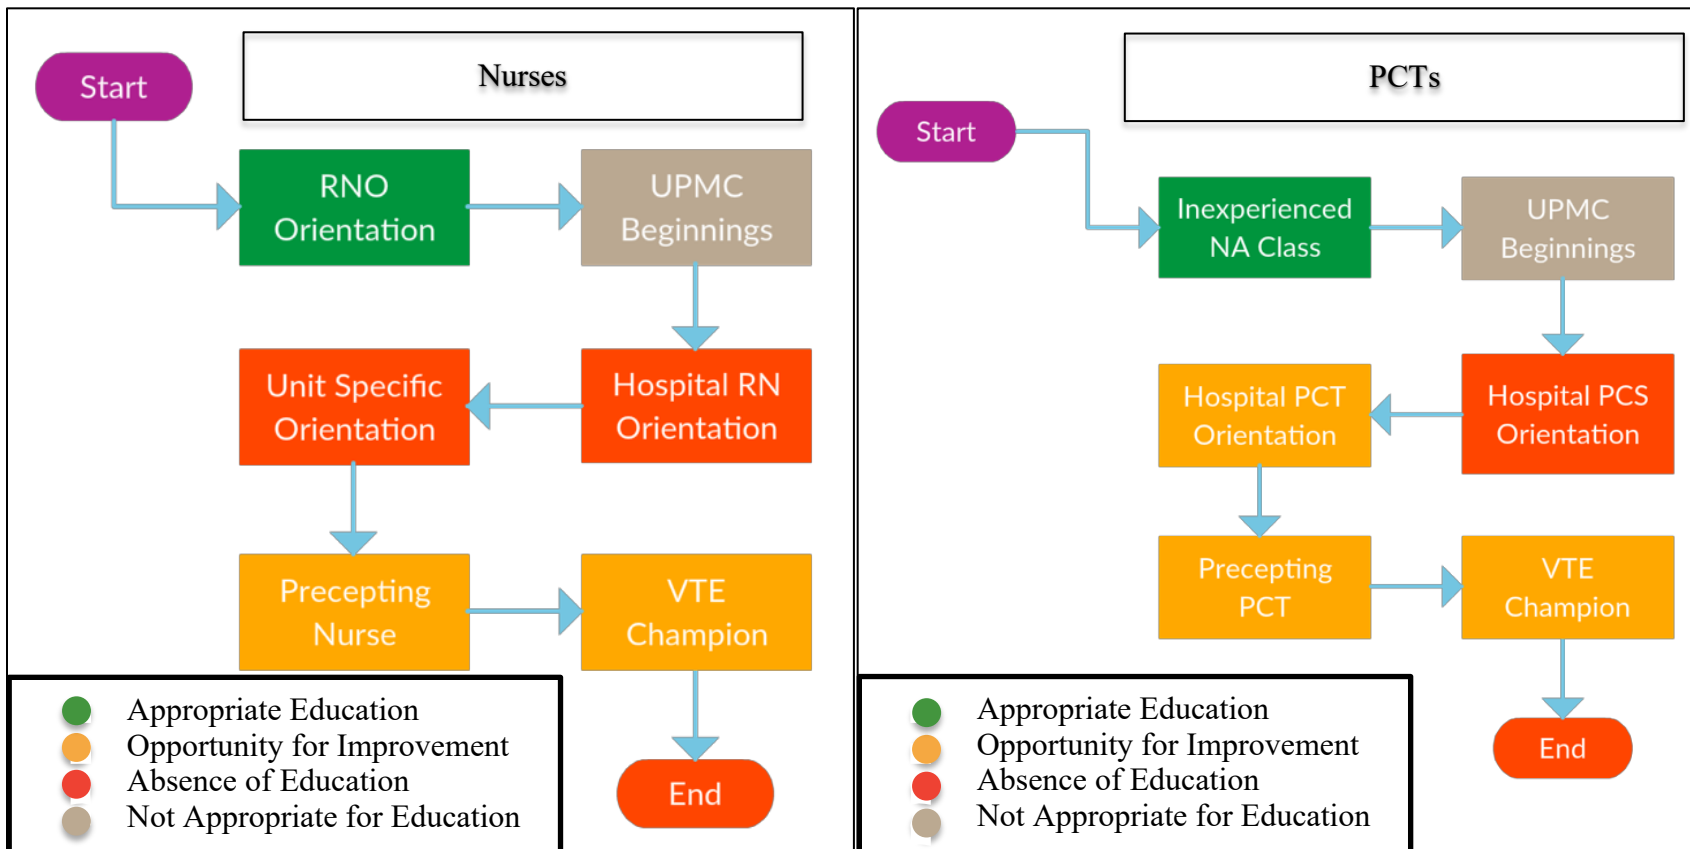 Nurses
Start
RNO
Orientation
UPMC
Beginnings
Unit Specific
Orientation
Hospital RN
Orientation
Precepting
Nurse
VTE
Champion
End
Appropriate Education
Opportunity for Improvement
Absence of Education
Not Appropriate for Education
PCTs
Start
Inexperienced
NA Class
UPMC
Beginnings
Hospital PCT
Orientation
Hospital PCS
Orientation
Precepting
PCT
VTE
Champion
End
Appropriate Education
Opportunity for Improvement
Absence of Education
Not Appropriate for Education